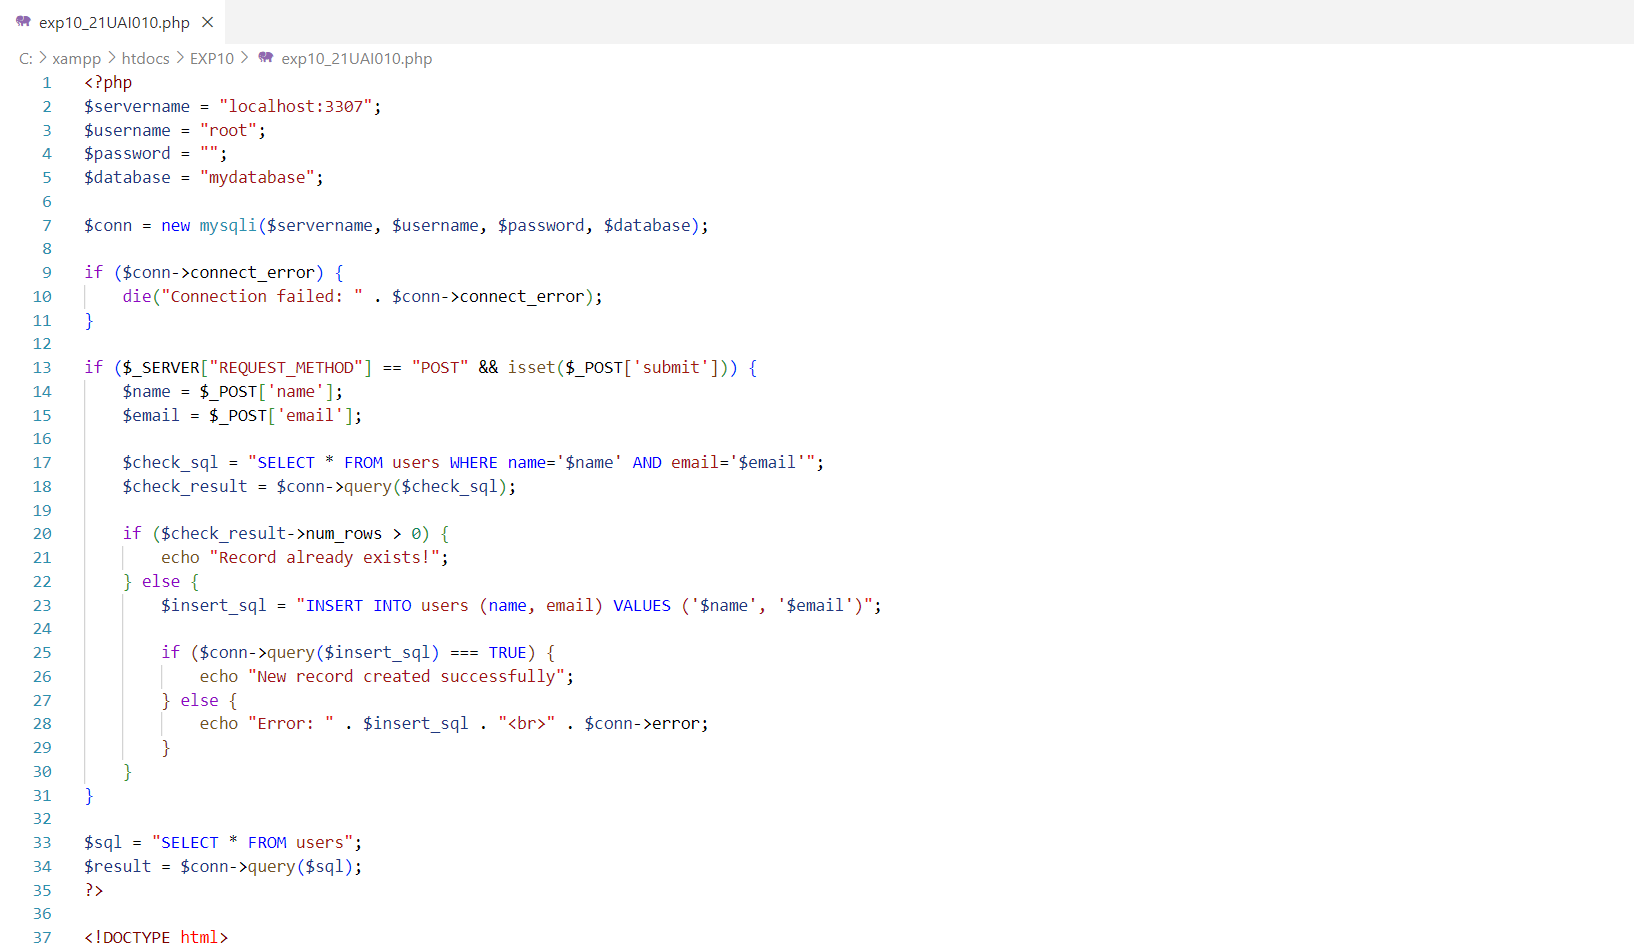 exp10_21UAI010.php ×
C: > xampp > htdocs > EXP10 > exp10_21UAI010.php
1 <?php
2 $servername = "localhost:3307";
3 $username = "root";
4 $password = "";
5 $database = "mydatabase";
6
7 $conn = new mysqli($servername, $username, $password, $database);
8
9 if ($conn->connect_error) {
10     die("Connection failed: " . $conn->connect_error);
11 }
12
13 if ($_SERVER["REQUEST_METHOD"] == "POST" && isset($_POST['submit'])) {
14     $name = $_POST['name'];
15     $email = $_POST['email'];
16
17     $check_sql = "SELECT * FROM users WHERE name='$name' AND email='$email'";
18     $check_result = $conn->query($check_sql);
19
20     if ($check_result->num_rows > 0) {
21         echo "Record already exists!";
22     } else {
23         $insert_sql = "INSERT INTO users (name, email) VALUES ('$name', '$email')";
24
25         if ($conn->query($insert_sql) === TRUE) {
26             echo "New record created successfully";
27         } else {
28             echo "Error: " . $insert_sql . "<br>" . $conn->error;
29         }
30     }
31 }
32
33 $sql = "SELECT * FROM users";
34 $result = $conn->query($sql);
35 ?>
36
37 <!DOCTYPE html>